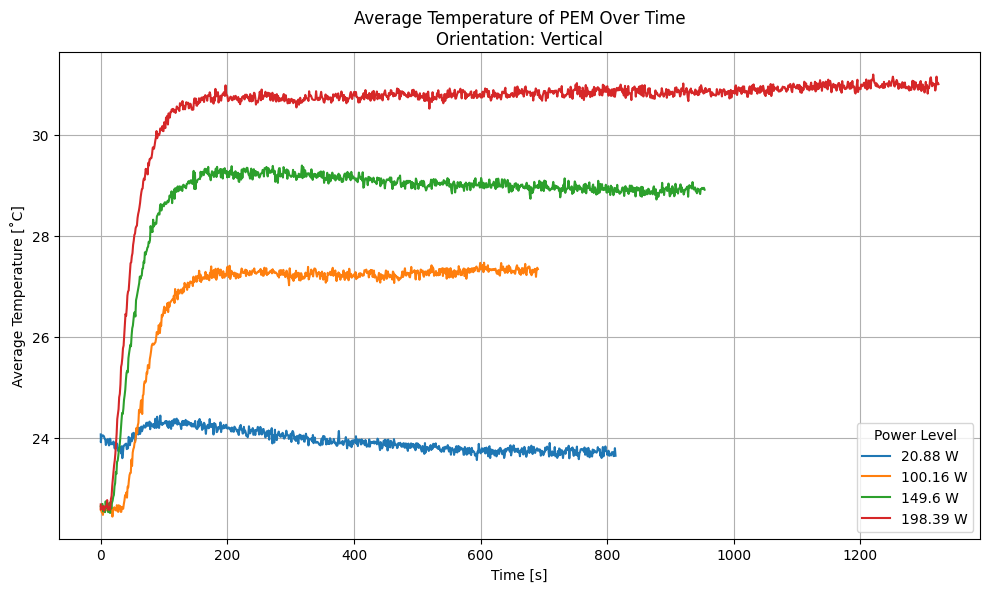 Average Temperature of PEM Over Time
Orientation: Vertical
Average Temperature [˚C]
30
28
26
24
0
200
400
600
800
1000
1200
Time [s]
Power Level
20.88 W
100.16 W
149.6 W
198.39 W